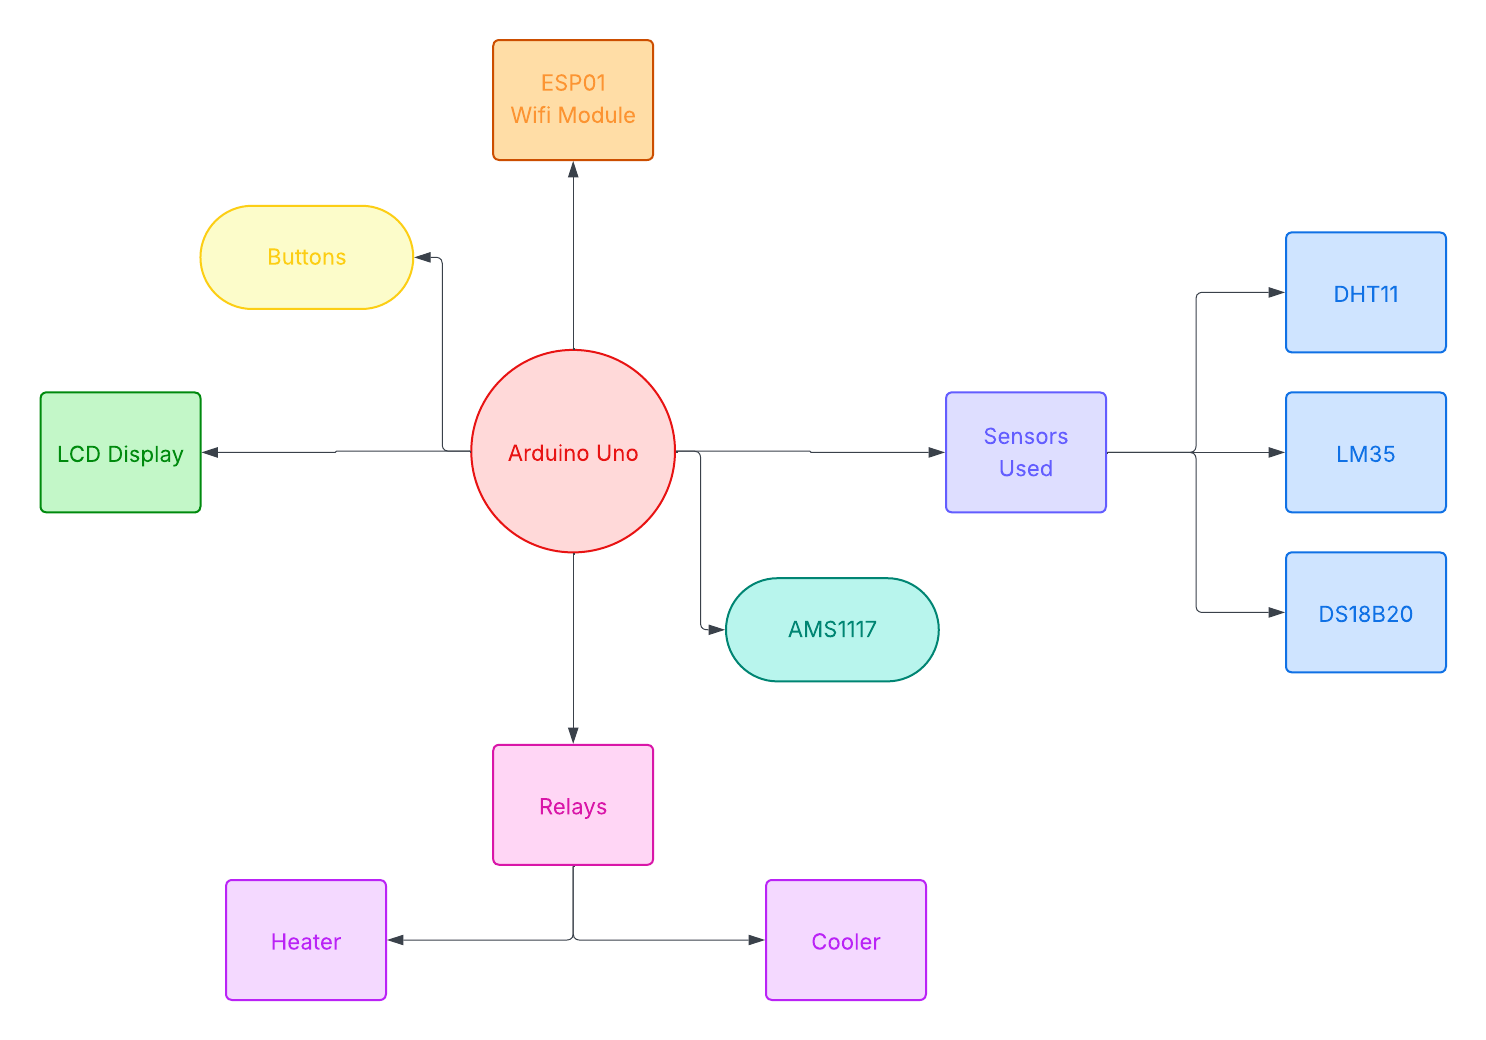 ESP01
Wifi Module
Buttons
DHT11
LCD Display
Arduino Uno
Sensors
Used
LM35
DS18B20
AMS1117
Relays
Heater
Cooler